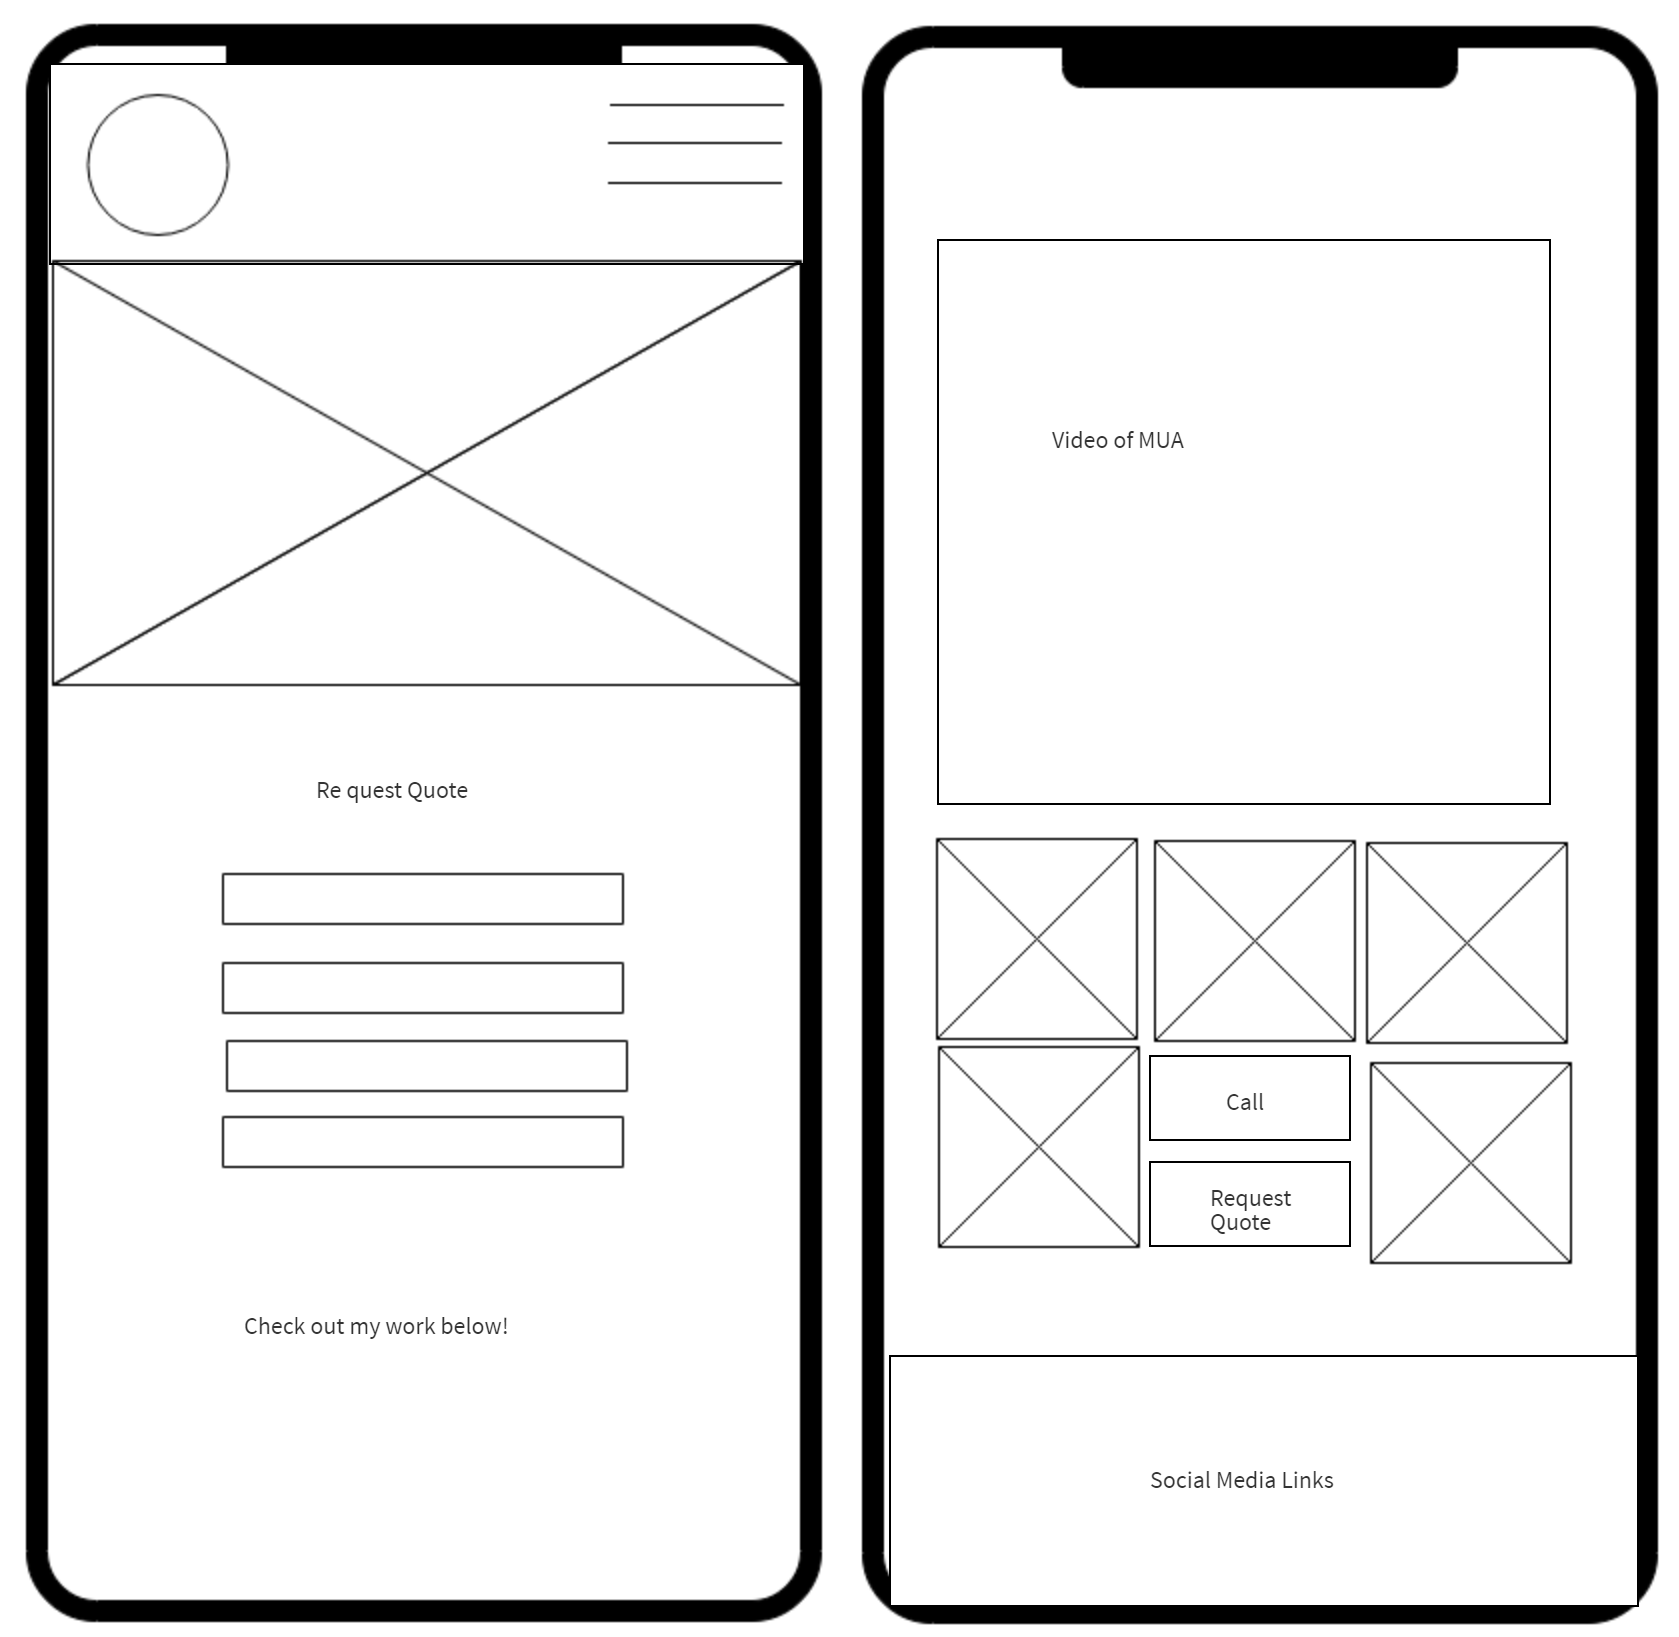 Re quest Quote
Check out my work below!
Video of MUA
Call
Request
Quote
Social Media Links